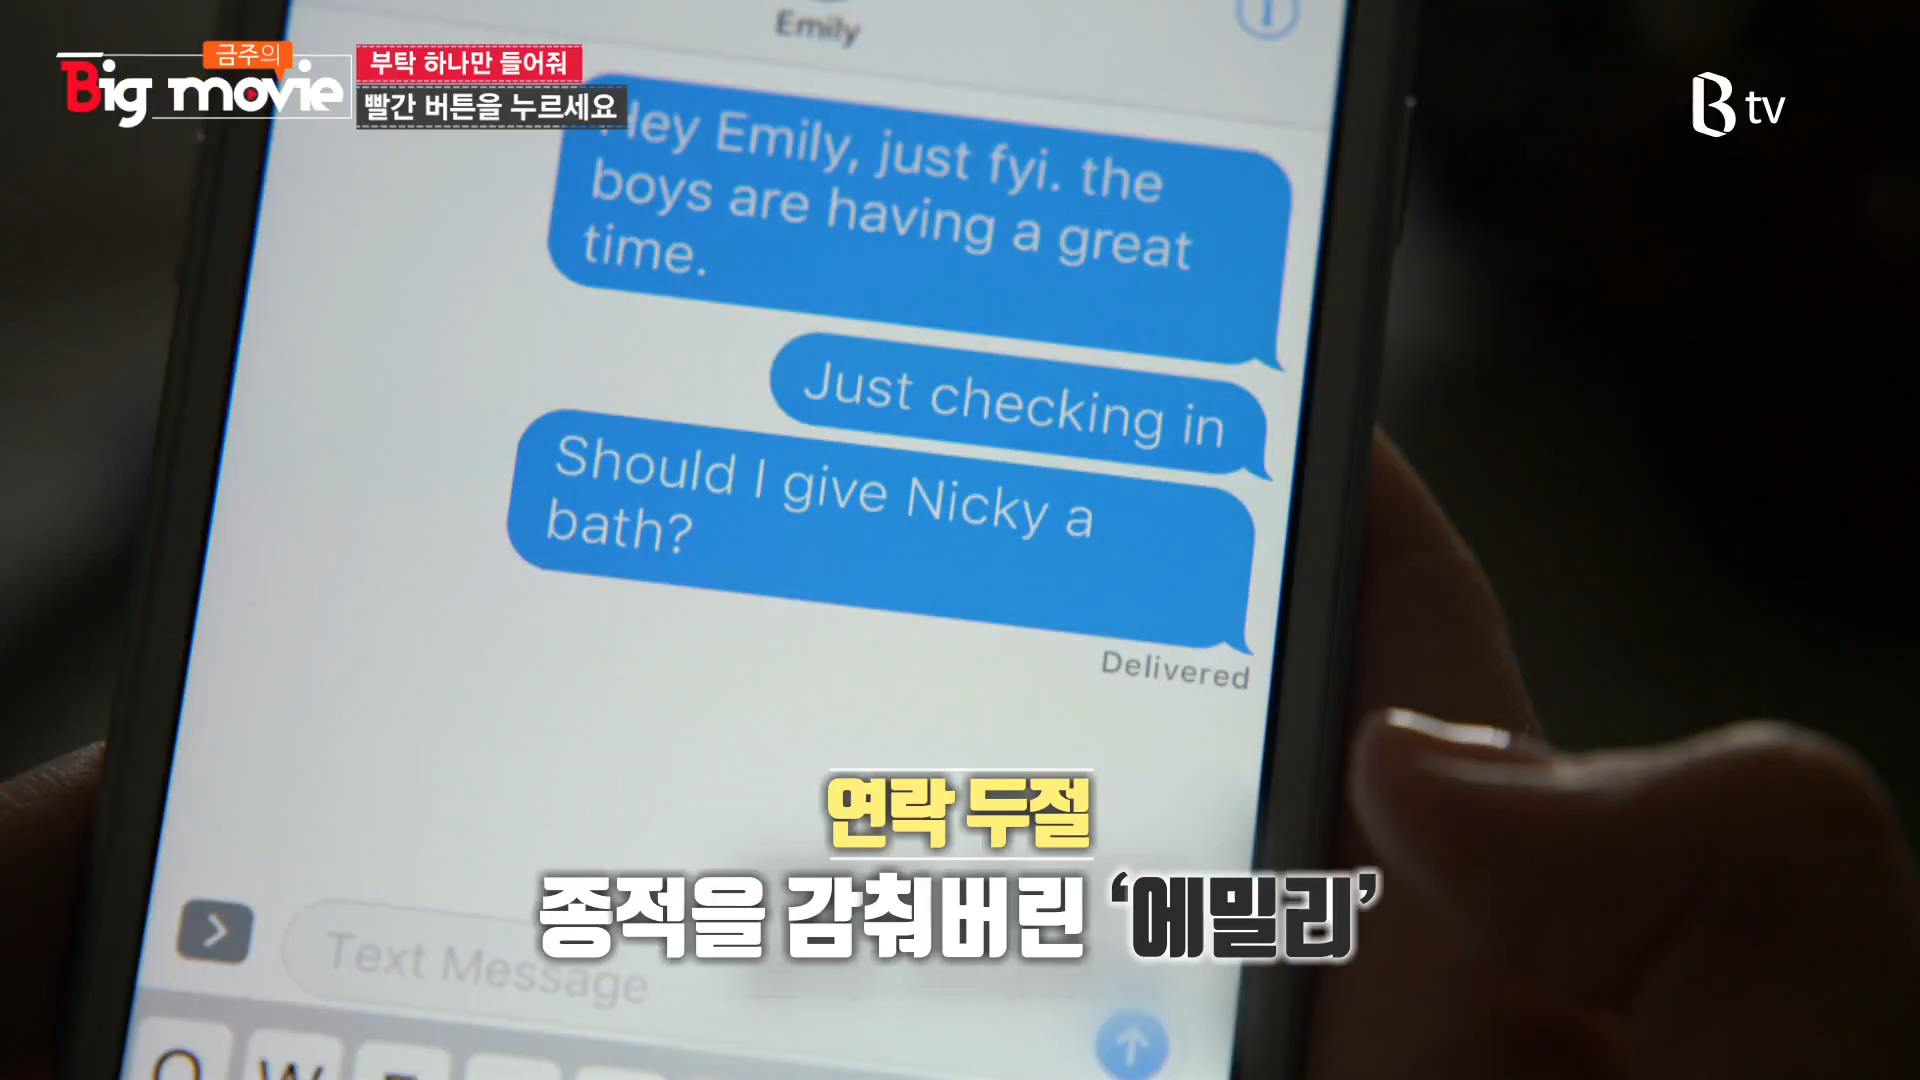 Emily
금주의
Big movie
부탁 하나만 들어줘
빨간 버튼을 누르세요
B tv
Hey Emily, just fyi. the
boys are having a great
time.
Just checking in
Should I give Nicky a
bath?
Delivered
연락 두절
종적을 감춰버린 ‘에밀리’
Text Message